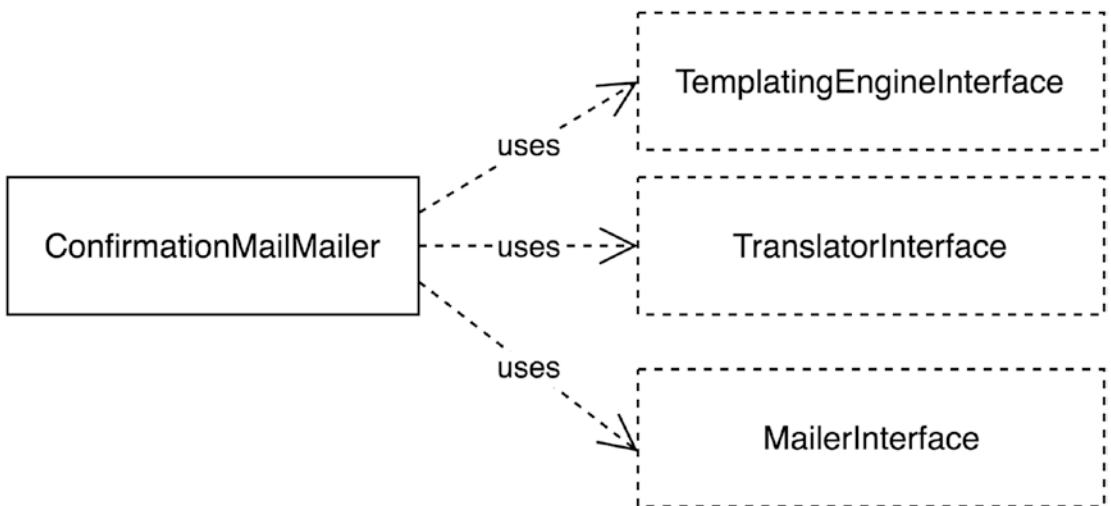 TemplatingEngineInterface
uses
ConfirmationMailMailer
uses
TranslatorInterface
uses
MailerInterface